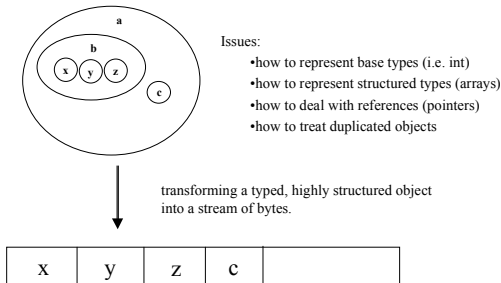 a
b
x y z
c
Issues:
•how to represent base types (i.e. int)
•how to represent structured types (arrays)
•how to deal with references (pointers)
•how to treat duplicated objects
transforming a typed, highly structured object
into a stream of bytes.
x y z c